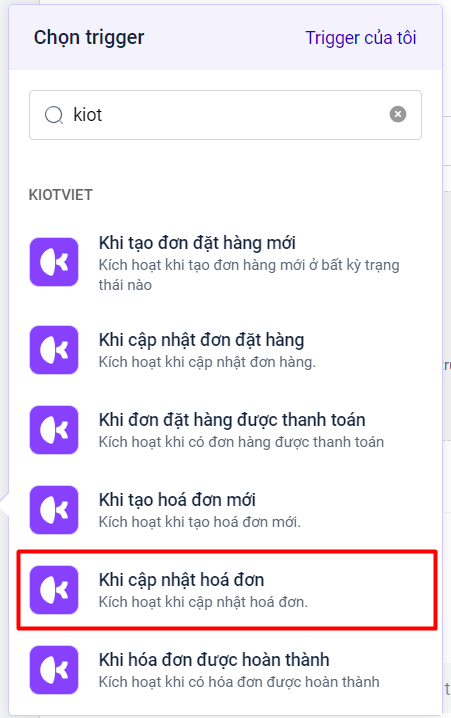 Chọn trigger
Trigger của tôi
kiot
KIOTVIET
Khi tạo đơn đặt hàng mới
Kích hoạt khi tạo đơn hàng mới ở bất kỳ trạng
thái nào
Khi cập nhật đơn đặt hàng
Kích hoạt khi cập nhật đơn hàng.
Khi đơn đặt hàng được thanh toán
Kích hoạt khi có đơn hàng được thanh toán
Khi tạo hoá đơn mới
Kích hoạt khi tạo hoá đơn mới.
Khi cập nhật hoá đơn
Kích hoạt khi cập nhật hoá đơn.
Khi hóa đơn được hoàn thành
Kích hoạt khi có hóa đơn được hoàn thành